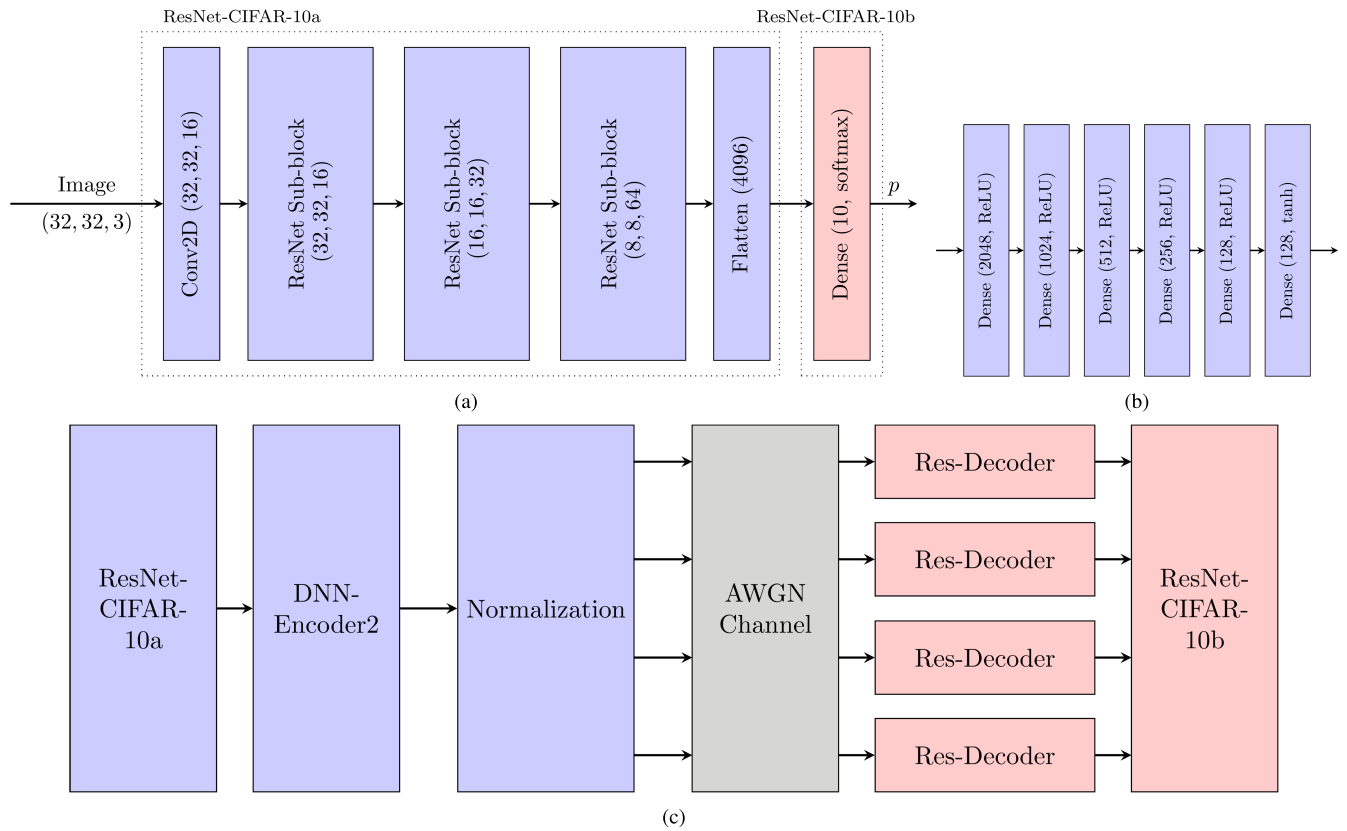 ResNet-CIFAR-10a
ResNet-CIFAR-10b
Image
(32, 32, 3)
Conv2D (32, 32, 16)
ResNet Sub-block
(32, 32, 16)
ResNet Sub-block
(16, 16, 32)
ResNet Sub-block
(8, 8, 64)
Flatten (4096)
Dense (10, softmax)
p
(a)
Dense (2048, ReLU)
Dense (1024, ReLU)
Dense (512, ReLU)
Dense (256, ReLU)
Dense (128, ReLU)
Dense (128, tanh)
(b)
ResNet-
CIFAR-
10a
DNN-
Encoder2
Normalization
AWGN
Channel
Res-Decoder
Res-Decoder
Res-Decoder
Res-Decoder
ResNet-
CIFAR-
10b
(c)